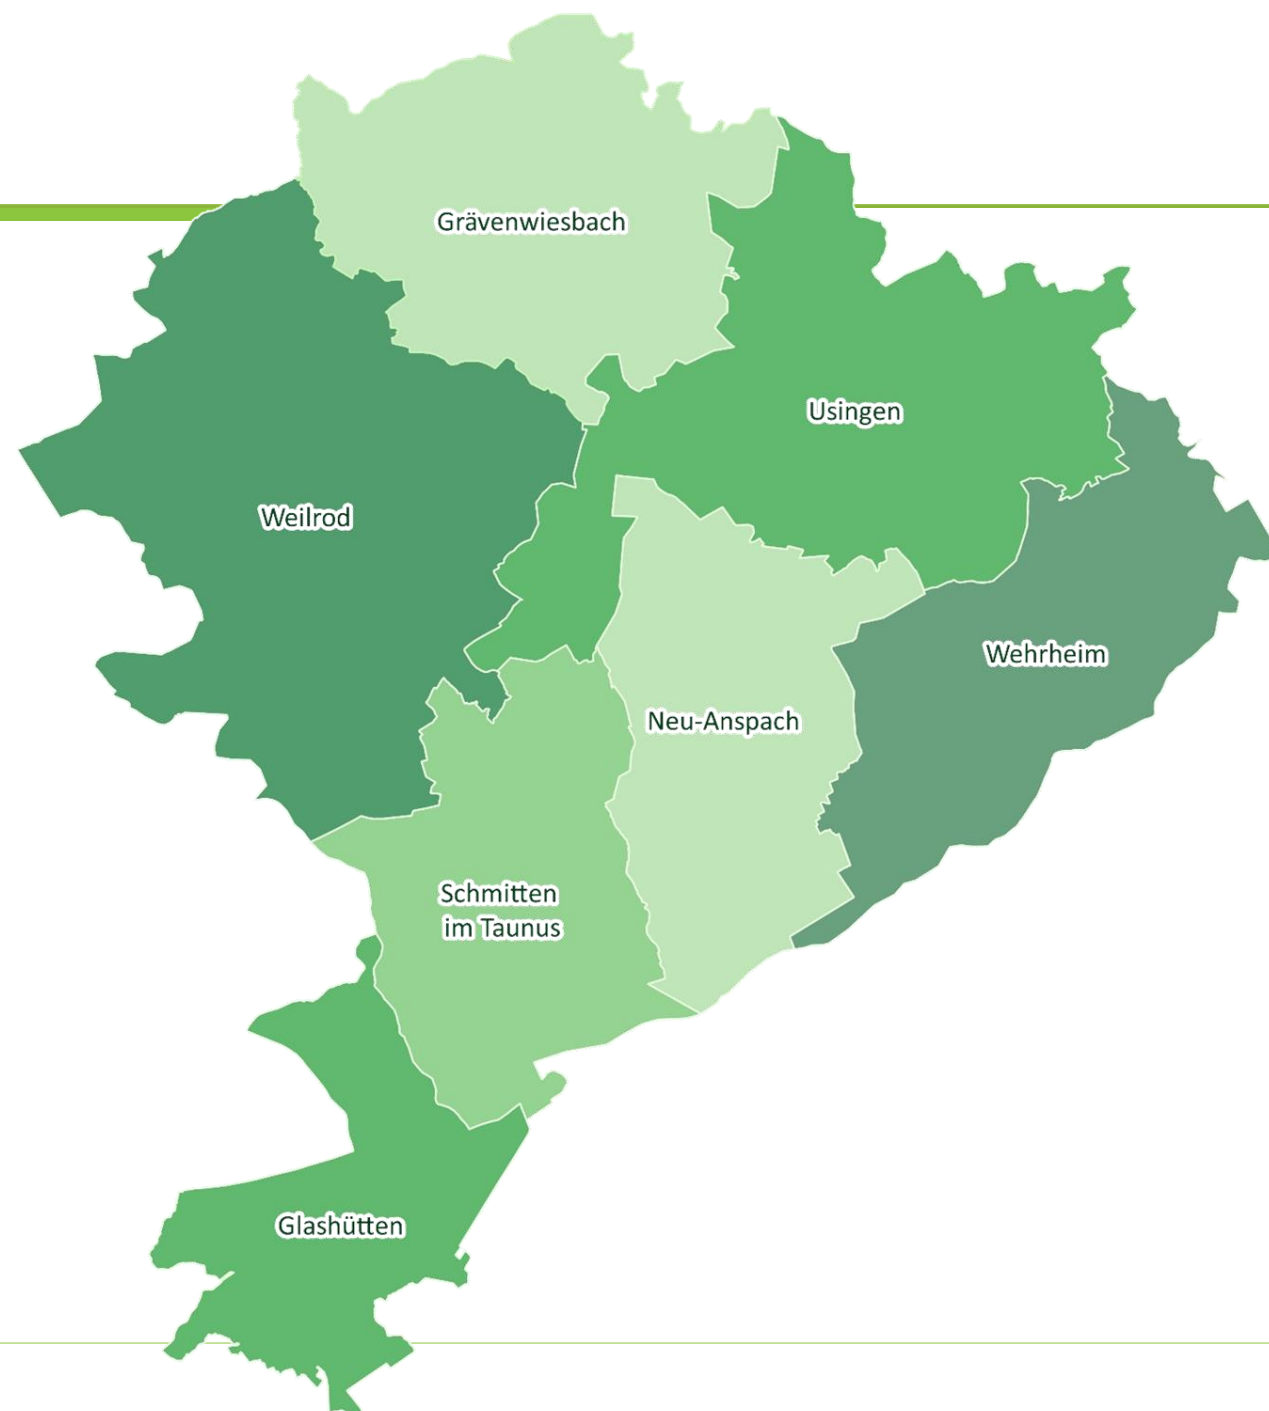 Grävenwiesbach
Usingen
Weilrod
Wehrheim
Neu-Anspach
Schmitten
im Taunus
Glashütten